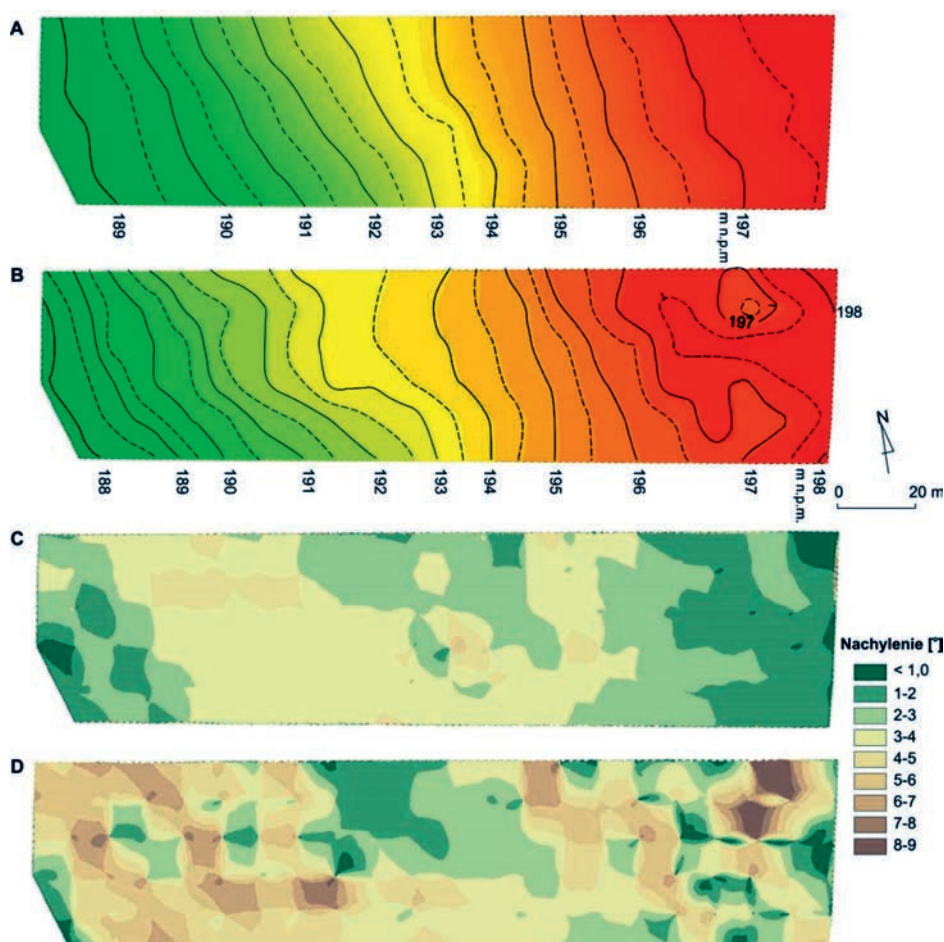 A
189 190 191 192 193 194 195 196 m n.p.m 197
B
197
198
N
188 189 190 191 192 193 194 195 196 197 m n.p.m. 198
0 20 m
C
Nachylenie [°]
< 1,0
1-2
2-3
3-4
4-5
5-6
6-7
7-8
8-9
D